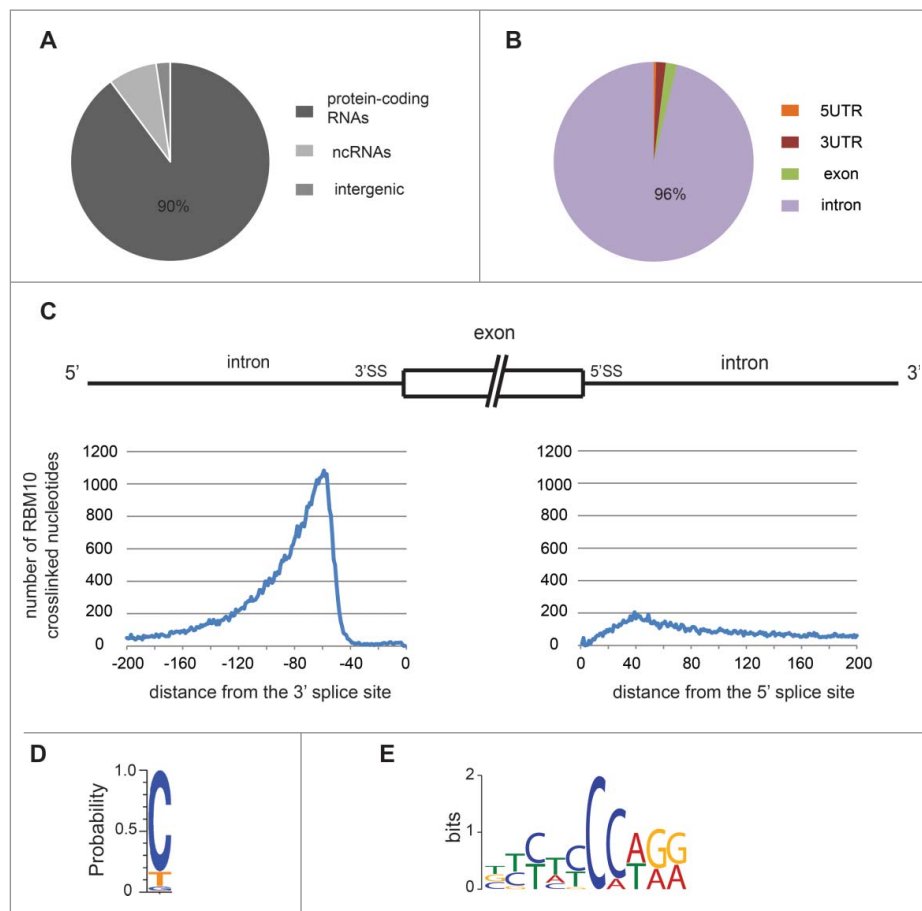 A
protein-coding
RNAs
ncRNAs
intergenic
90%
B
5UTR
3UTR
exon
intron
96%
C
exon
5’ intron 3’SS 5’SS intron 3’
number of RBM10
crosslinked nucleotides
1200
1000
800
600
400
200
0
-200 -160 -120 -80 -40 0
distance from the 3’ splice site
1200
1000
800
600
400
200
0
0 40 80 120 160 200
distance from the 5’ splice site
D
Probability
1.0
0.5
0
C
T
E
bits
2
1
0
T T C T C C C A G G
G C T A T A T A A
C C C